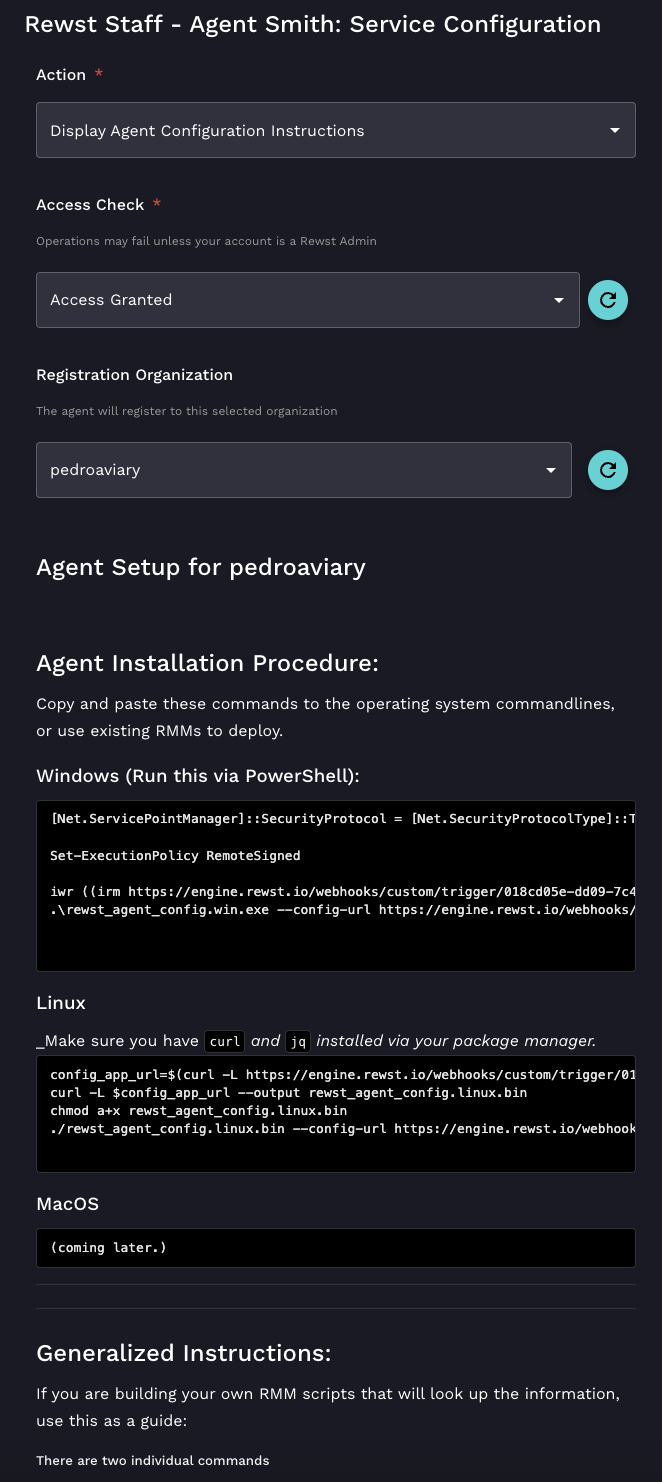 Rewst Staff - Agent Smith: Service Configuration
Action *
Display Agent Configuration Instructions
Access Check *
Operations may fail unless your account is a Rewst Admin
Access Granted
Registration Organization
The agent will register to this selected organization
pedroaviary
Agent Setup for pedroaviary
Agent Installation Procedure:
Copy and paste these commands to the operating system commandlines,
or use existing RMMs to deploy.
Windows (Run this via PowerShell):
[Net.ServicePointManager]::SecurityProtocol = [Net.SecurityProtocolType]::T
Set-ExecutionPolicy RemoteSigned
iwr ((irm https://engine.rewst.io/webhooks/custom/trigger/018cd05e-dd09-7c4
.\rewst_agent_config.win.exe --config-url https://engine.rewst.io/webhooks/
Linux
_Make sure you have curl and jq installed via your package manager.
config_app_url=$(curl -L https://engine.rewst.io/webhooks/custom/trigger/01
curl -L $config_app_url --output rewst_agent_config.linux.bin
chmod a+x rewst_agent_config.linux.bin
./rewst_agent_config.linux.bin --config-url https://engine.rewst.io/webhook
MacOS
(coming later.)
Generalized Instructions:
If you are building your own RMM scripts that will look up the information,
use this as a guide:
There are two individual commands